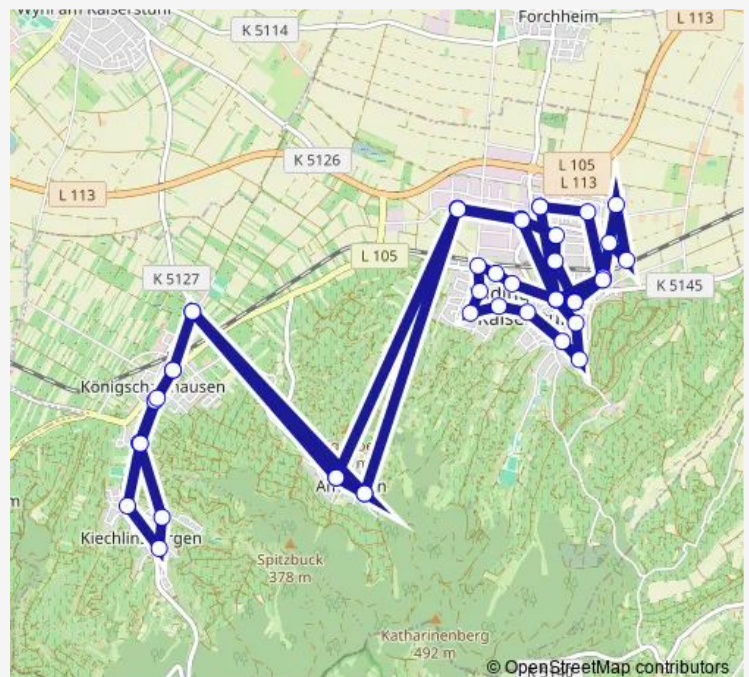 Wyhl am Kaiserstuhl
Forchheim
L 113
K 5114
K 5126
L 105
L 113
L 113
L 105
K 5127
K 5145
Spitzbuck
378 m
Katharinenberg
492 m
© OpenStreetMap contributors